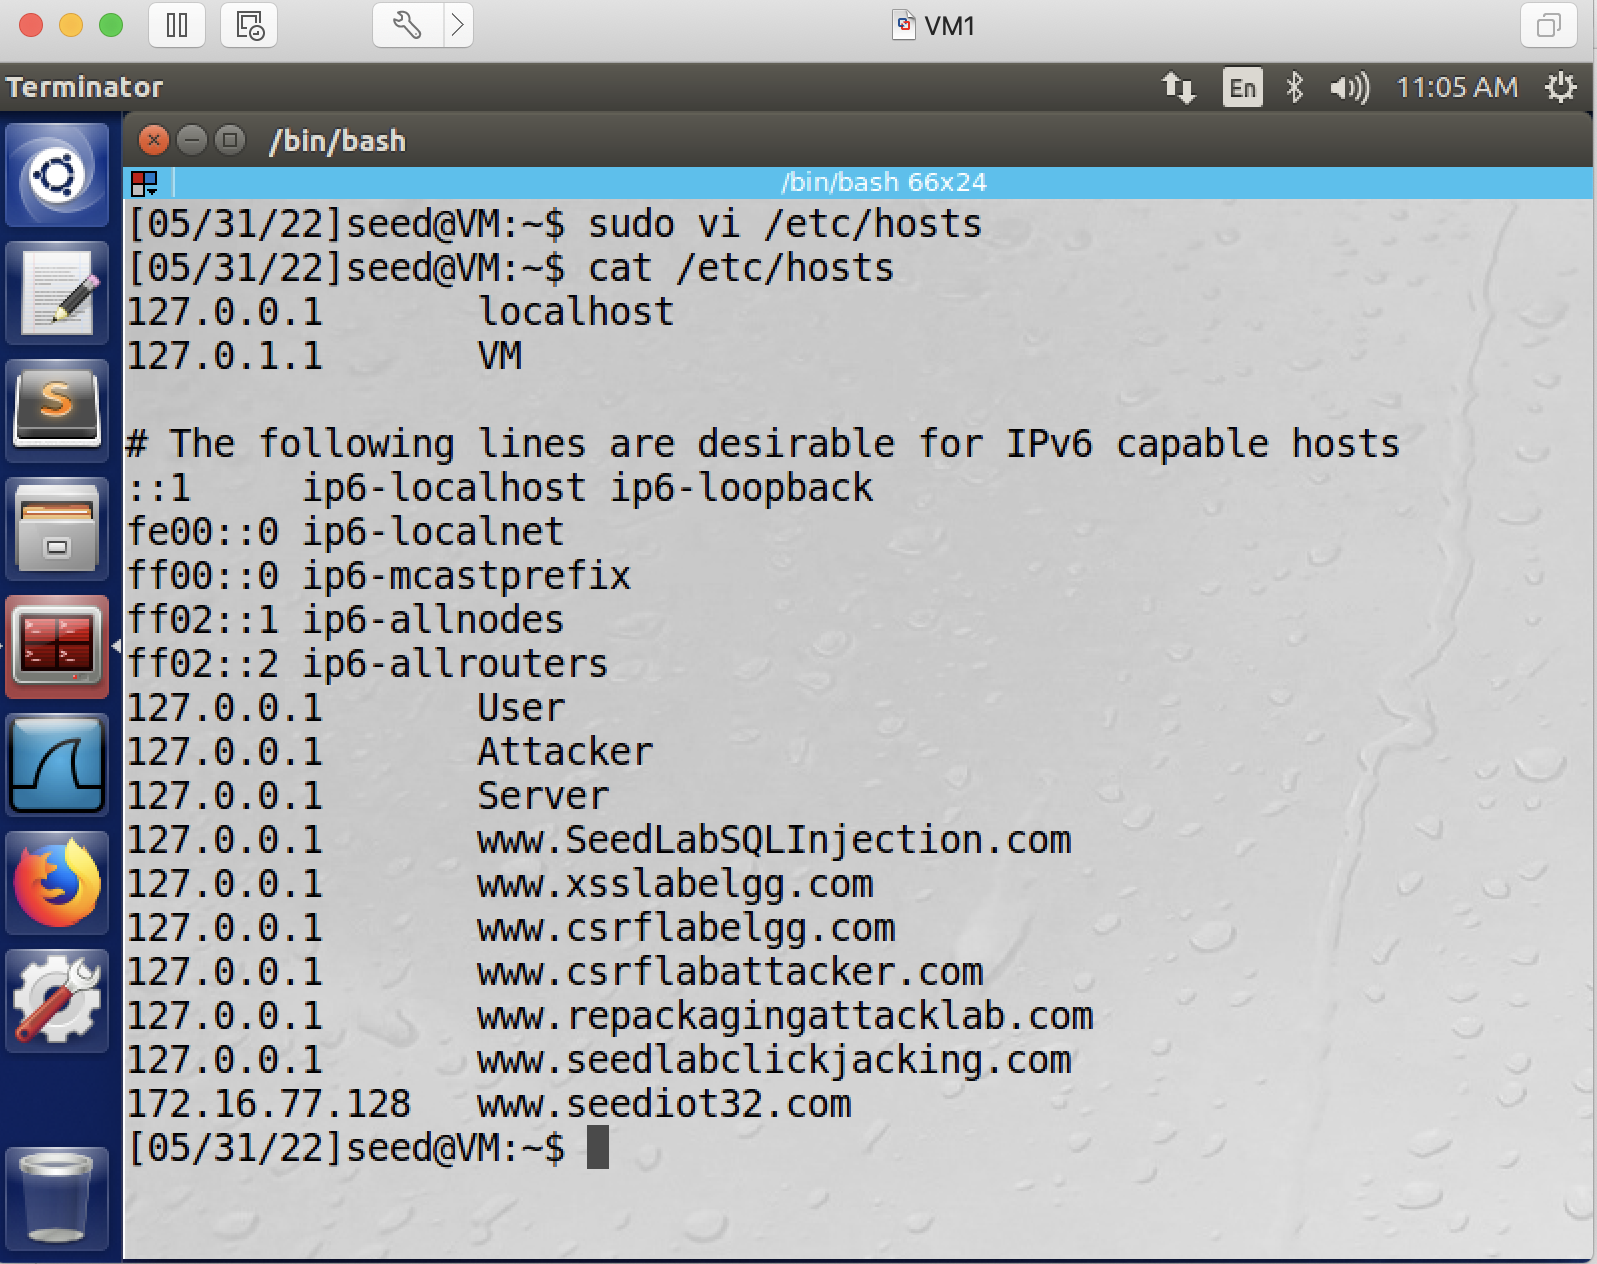 VM1
Terminator
En
11:05 AM
/bin/bash
/bin/bash 66x24
[05/31/22]seed@VM:~$ sudo vi /etc/hosts
[05/31/22]seed@VM:~$ cat /etc/hosts
127.0.0.1       localhost
127.0.1.1       VM
# The following lines are desirable for IPv6 capable hosts
::1     ip6-localhost ip6-loopback
fe00::0 ip6-localnet
ff00::0 ip6-mcastprefix
ff02::1 ip6-allnodes
ff02::2 ip6-allrouters
127.0.0.1       User
127.0.0.1       Attacker
127.0.0.1       Server
127.0.0.1       www.SeedLabSQLInjection.com
127.0.0.1       www.xsslabelgg.com
127.0.0.1       www.csrflabelgg.com
127.0.0.1       www.csrflabattacker.com
127.0.0.1       www.repackagingattacklab.com
127.0.0.1       www.seedlabclickjacking.com
172.16.77.128   www.seediot32.com
[05/31/22]seed@VM:~$